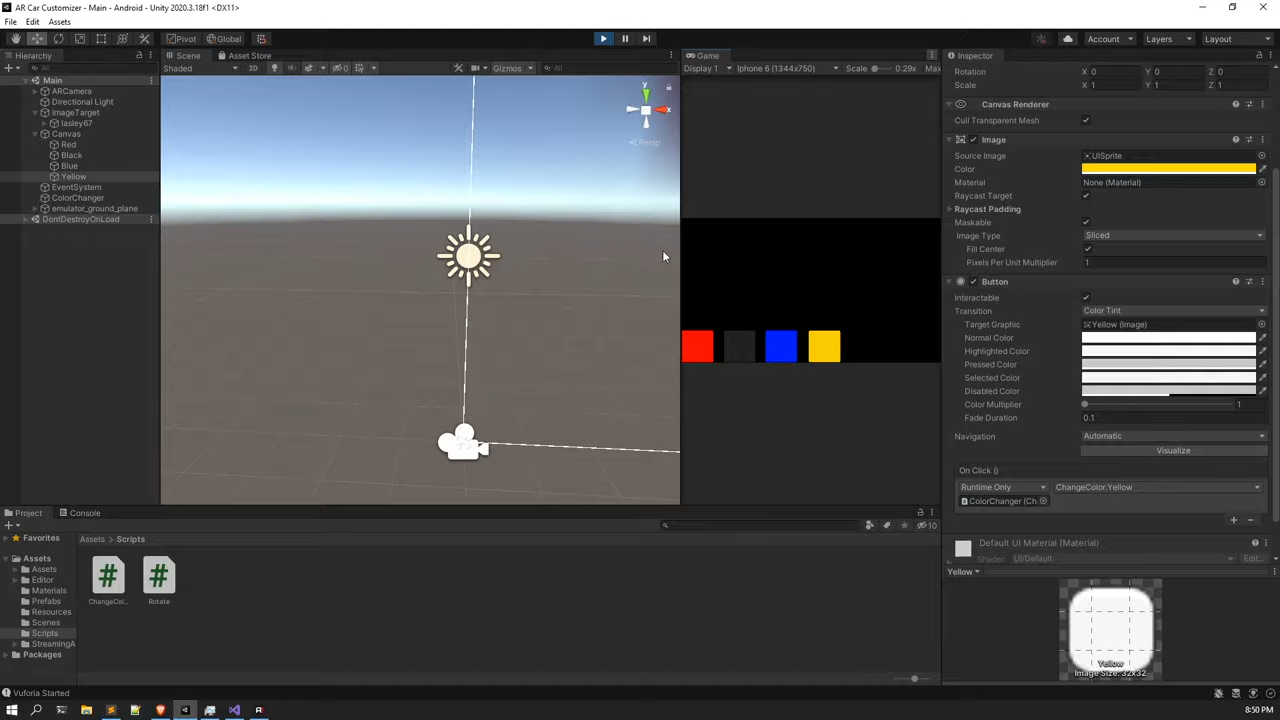 AR Car Customizer - Main - Android - Unity 2020.3.18f1 <DX11>
File Edit Assets
Pivot Global Account Layers Layout
Hierarchy
All
Main
ARCamera
Directional Light
ImageTarget
lasley67
Canvas
Red
Black
Blue
Yellow
EventSystem
ColorChanger
emulator_ground_plane
DontDestroyOnLoad
Scene Asset Store
Shaded 2D 0 Gizmos All
y
x
Persp
Game
Display 1 Iphone 6 (1344x750) Scale 0.29x Max
Inspector
Rotation X 0 Y 0 Z 0
Scale X 1 Y 1 Z 1
Canvas Renderer
Cull Transparent Mesh
Image
Source Image UISprite
Color
Material None (Material)
Raycast Target
Raycast Padding
Maskable
Image Type Sliced
Fill Center
Pixels Per Unit Multiplier 1
Button
Interactable
Transition Color Tint
Target Graphic Yellow (Image)
Normal Color
Highlighted Color
Pressed Color
Selected Color
Disabled Color
Color Multiplier 1
Fade Duration 0.1
Navigation Automatic
Visualize
On Click ()
Runtime Only ChangeColor.Yellow
ColorChanger (Ch
Default UI Material (Material)
Shader UI/Default Edit...
Yellow
Yellow
Image Size: 32x32
Project Console
10
Favorites
Assets
Assets
Editor
Materials
Prefabs
Resources
Scenes
Scripts
StreamingA
Packages
Assets > Scripts
ChangeCol...
Rotate
Vuforia Started
8:50 PM